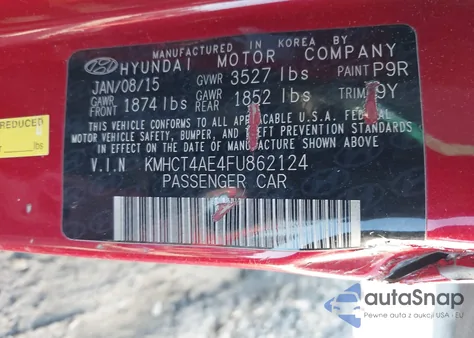 MANUFACTURED IN KOREA BY
HYUNDAI MOTOR COMPANY
JAN/08/15 GVWR 3527 lbs PAINT P9R
GAWR FRONT 1874 lbs GAWR REAR 1852 lbs TRIM 9Y
THIS VEHICLE CONFORMS TO ALL APPLICABLE U.S.A. FEDERAL
MOTOR VEHICLE SAFETY, BUMPER, AND THEFT PREVENTION STANDARDS
IN EFFECT ON THE DATE OF MANUFACTURE SHOWN ABOVE.
V.I.N KMHCT4AE4FU862124
PASSENGER CAR
REDUCED
lbs
autoSnap
Pewne auta z aukcji USA - EU